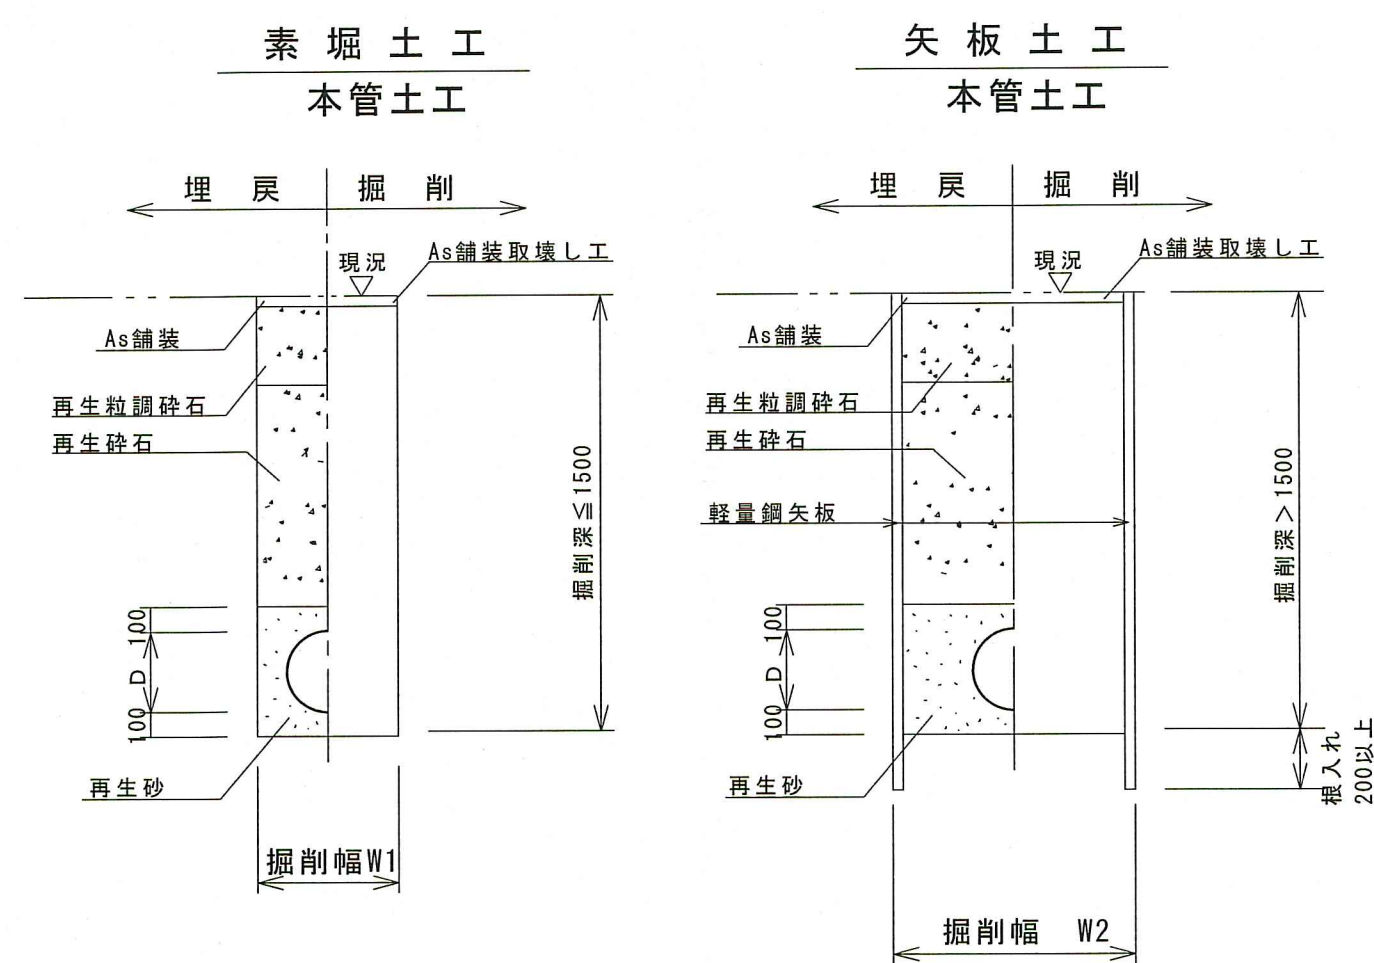 素堀土工
本管土工
埋戻
掘削
現況
As舗装取壊し工
As舗装
再生粒調砕石
再生砕石
掘削深≦1500
100
D
100
再生砂
掘削幅W1
矢板土工
本管土工
埋戻
掘削
現況
As舗装取壊し工
As舗装
再生粒調砕石
再生砕石
軽量鋼矢板
掘削深>1500
100
D
100
再生砂
根入れ
200以上
掘削幅 W2